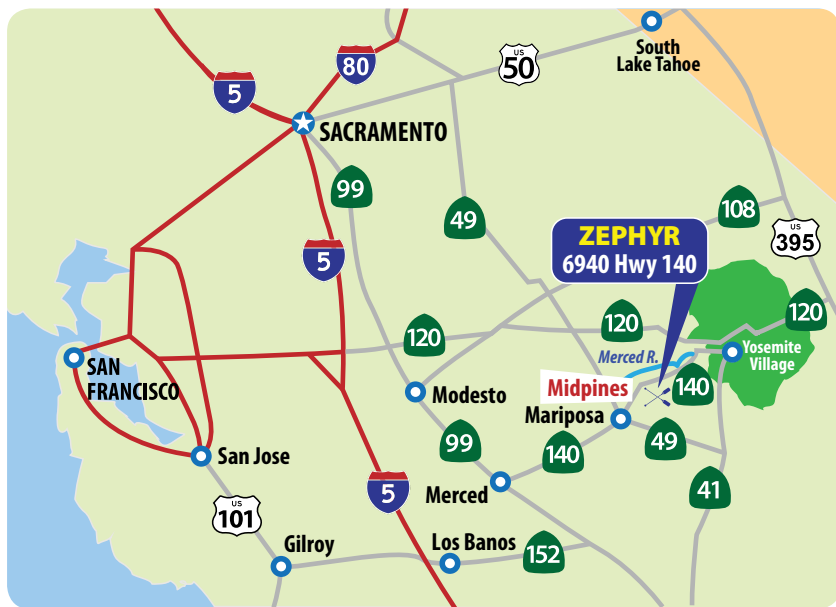 South
Lake Tahoe
US
50
80
5
SACRAMENTO
99
49
108
ZEPHYR
6940 Hwy 140
US
395
5
120
120
120
Merced R.
Yosemite
Village
SAN
FRANCISCO
Midpines
140
Modesto
Mariposa
99
140
49
San Jose
41
5
Merced
US
101
Gilroy
Los Banos
152